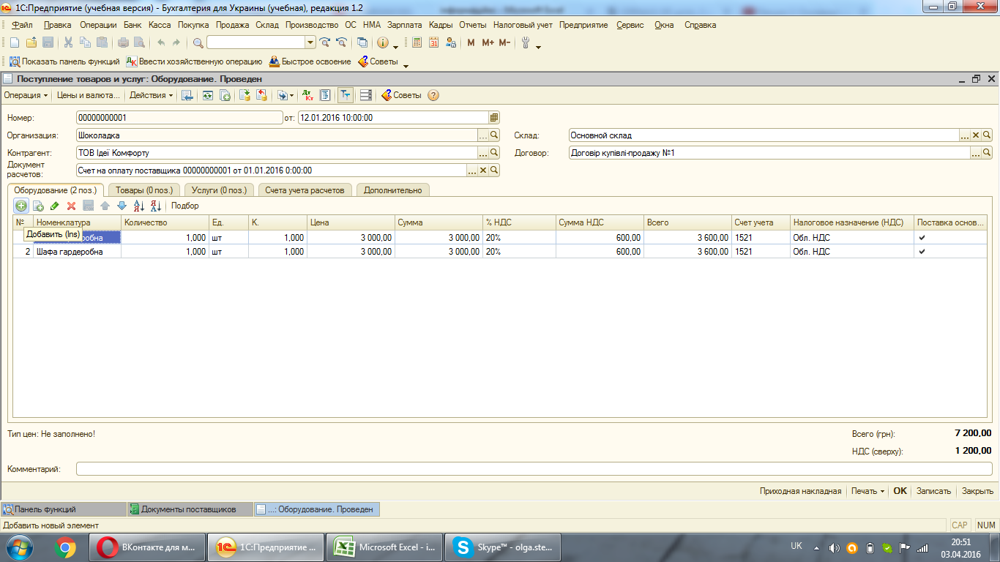 1С:Предприятие (учебная версия) - Бухгалтерия для Украины (учебная), редакция 1.2
Файл Правка Операции Банк Касса Покупка Продажа Склад Производство ОС НМА Зарплата Кадры Отчеты Налоговый учет Предприятие Сервис Окна Справка
M M+ M-
Показать панель функций Ввести хозяйственную операцию Быстрое освоение Советы
Поступление товаров и услуг: Оборудование. Проведен
Операция Цены и валюта... Действия Советы
Номер: 00000000001 от: 12.01.2016 10:00:00
Организация: Шоколадка Склад: Основной склад
Контрагент: ТОВ Ідеї Комфорту Договор: Договір купівлі-продажу №1
Документ расчетов: Счет на оплату поставщика 00000000001 от 01.01.2016 0:00:00
Оборудование (2 поз.) Товары (0 поз.) Услуги (0 поз.) Счета учета расчетов Дополнительно
Подбор
№ Номенклатура Количество Ед. К. Цена Сумма % НДС Сумма НДС Всего Счет учета Налоговое назначение (НДС) Поставка основ...
Добавить (Ins) робна 1,000 шт 1,000 3 000,00 3 000,00 20% 600,00 3 600,00 1521 Обл. НДС
2 Шафа гардеробна 1,000 шт 1,000 3 000,00 3 000,00 20% 600,00 3 600,00 1521 Обл. НДС
Тип цен: Не заполнено! Всего (грн): 7 200,00
НДС (сверху): 1 200,00
Комментарий:
Приходная накладная Печать OK Записать Закрыть
Панель функций Документы поставщиков ...: Оборудование. Проведен
Добавить новый элемент CAP NUM
ВКонтакте для м... 1С:Предприятие ... Microsoft Excel - i... Skype™ - olga.ste... UK 20:51
03.04.2016